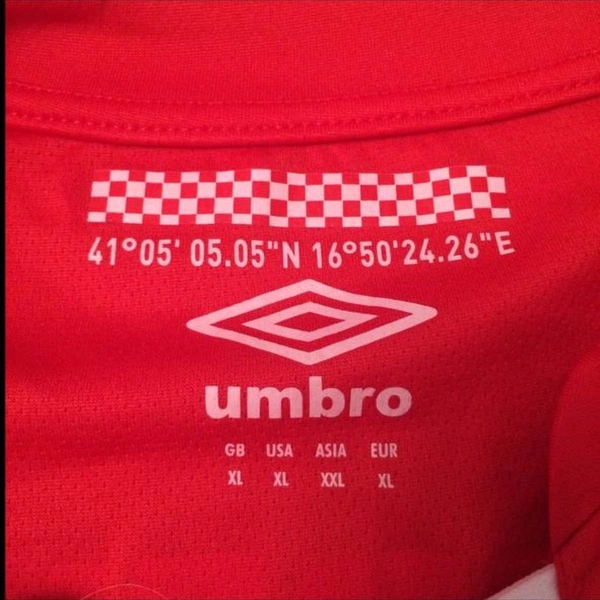 41°05' 05.05"N 16°50'24.26"E
umbro
GB USA ASIA EUR
XL XL XXL XL